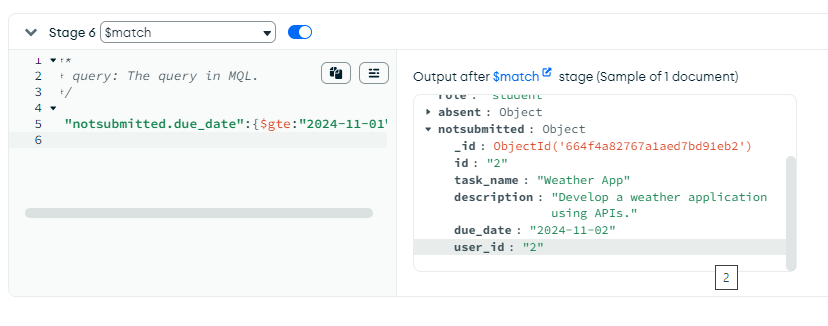 Stage 6 $match
1 /**
2 * query: The query in MQL.
3 */
4
5 "notsubmitted.due_date":{$gte:"2024-11-01"
6
Output after $match stage (Sample of 1 document)
role : "student"
absent : Object
notsubmitted : Object
_id : ObjectId('664f4a82767a1aed7bd91eb2')
id : "2"
task_name : "Weather App"
description : "Develop a weather application
using APIs."
due_date : "2024-11-02"
user_id : "2"
2